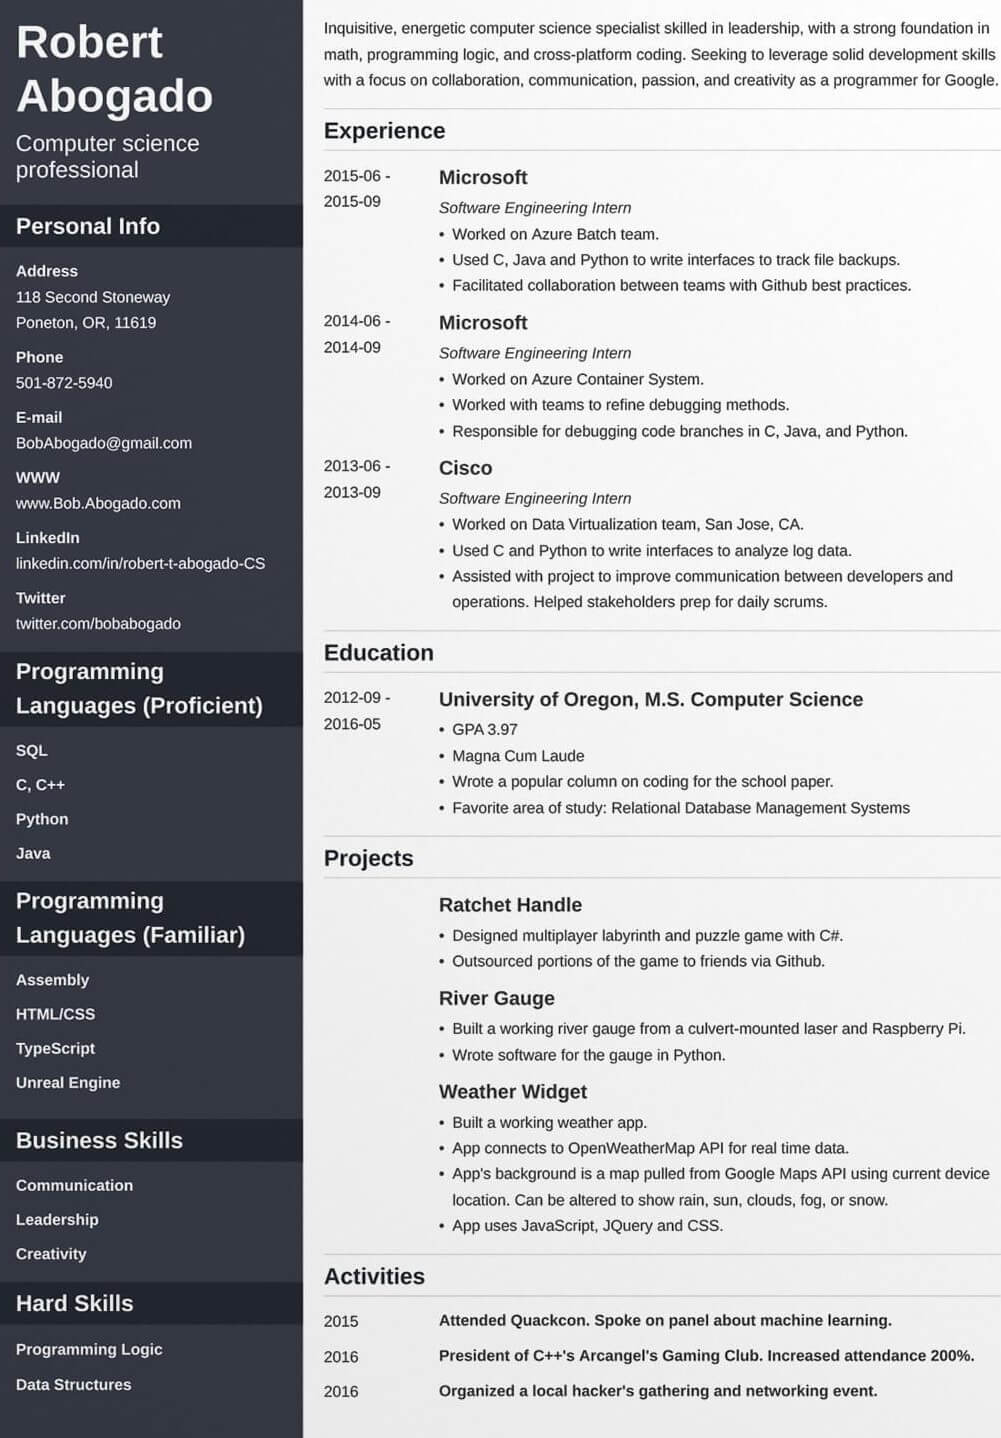 Robert
Abogado
Computer science
professional
Personal Info
Address
118 Second Stoneway
Poneton, OR, 11619
Phone
501-872-5940
E-mail
BobAbogado@gmail.com
WWW
www.Bob.Abogado.com
LinkedIn
linkedin.com/in/robert-t-abogado-CS
Twitter
twitter.com/bobabogado
Programming
Languages (Proficient)
SQL
C, C++
Python
Java
Programming
Languages (Familiar)
Assembly
HTML/CSS
TypeScript
Unreal Engine
Business Skills
Communication
Leadership
Creativity
Hard Skills
Programming Logic
Data Structures
Inquisitive, energetic computer science specialist skilled in leadership, with a strong foundation in
math, programming logic, and cross-platform coding. Seeking to leverage solid development skills
with a focus on collaboration, communication, passion, and creativity as a programmer for Google.
Experience
2015-06 -
2015-09
Microsoft
Software Engineering Intern
• Worked on Azure Batch team.
• Used C, Java and Python to write interfaces to track file backups.
• Facilitated collaboration between teams with Github best practices.
2014-06 -
2014-09
Microsoft
Software Engineering Intern
• Worked on Azure Container System.
• Worked with teams to refine debugging methods.
• Responsible for debugging code branches in C, Java, and Python.
2013-06 -
2013-09
Cisco
Software Engineering Intern
• Worked on Data Virtualization team, San Jose, CA.
• Used C and Python to write interfaces to analyze log data.
• Assisted with project to improve communication between developers and
operations. Helped stakeholders prep for daily scrums.
Education
2012-09 -
2016-05
University of Oregon, M.S. Computer Science
• GPA 3.97
• Magna Cum Laude
• Wrote a popular column on coding for the school paper.
• Favorite area of study: Relational Database Management Systems
Projects
Ratchet Handle
• Designed multiplayer labyrinth and puzzle game with C#.
• Outsourced portions of the game to friends via Github.
River Gauge
• Built a working river gauge from a culvert-mounted laser and Raspberry Pi.
• Wrote software for the gauge in Python.
Weather Widget
• Built a working weather app.
• App connects to OpenWeatherMap API for real time data.
• App's background is a map pulled from Google Maps API using current device
location. Can be altered to show rain, sun, clouds, fog, or snow.
• App uses JavaScript, JQuery and CSS.
Activities
2015 Attended Quackcon. Spoke on panel about machine learning.
2016 President of C++'s Arcangel's Gaming Club. Increased attendance 200%.
2016 Organized a local hacker's gathering and networking event.